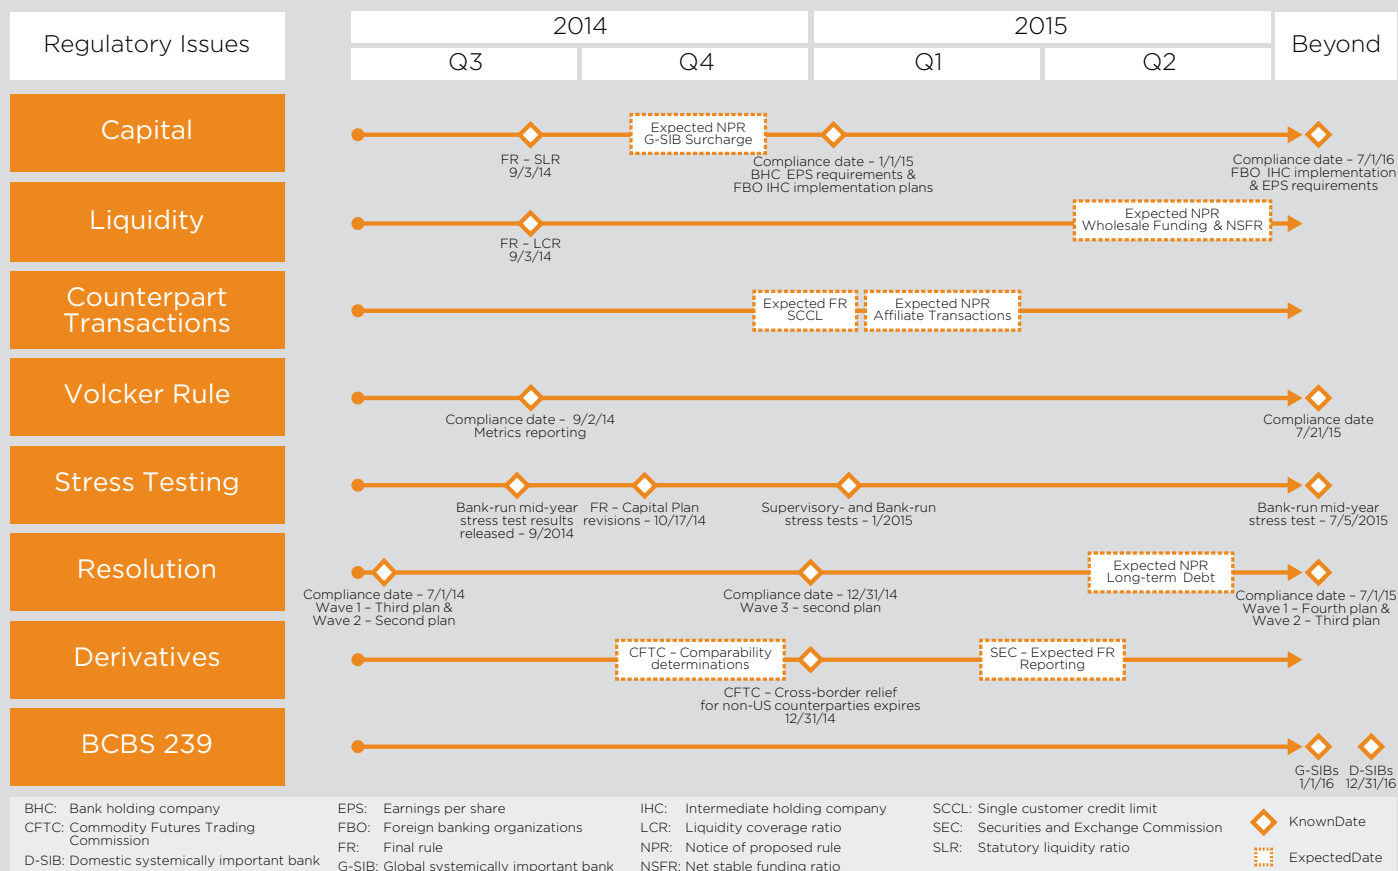 Regulatory Issues
2014
2015
Beyond
Q3
Q4
Q1
Q2
Capital
FR – SLR
9/3/14
Expected NPR
G-SIB Surcharge
Compliance date – 1/1/15
BHC EPS requirements &
FBO IHC implementation plans
Compliance date – 7/1/16
FBO IHC implementation
& EPS requirements
Liquidity
FR – LCR
9/3/14
Expected NPR
Wholesale Funding & NSFR
Counterpart
Transactions
Expected FR
SCCL
Expected NPR
Affiliate Transactions
Volcker Rule
Compliance date – 9/2/14
Metrics reporting
Compliance date
7/21/15
Stress Testing
Bank-run mid-year
stress test results
released – 9/2014
FR – Capital Plan
revisions – 10/17/14
Supervisory- and Bank-run
stress tests – 1/2015
Bank-run mid-year
stress test – 7/5/2015
Resolution
Compliance date – 7/1/14
Wave 1 – Third plan &
Wave 2 – Second plan
Compliance date – 12/31/14
Wave 3 – second plan
Expected NPR
Long-term Debt
Compliance date – 7/1/15
Wave 1 – Fourth plan &
Wave 2 – Third plan
Derivatives
CFTC – Comparability
determinations
CFTC – Cross-border relief
for non-US counterparties expires
12/31/14
SEC – Expected FR
Reporting
BCBS 239
G-SIBs
1/1/16
D-SIBs
12/31/16
BHC: Bank holding company
CFTC: Commodity Futures Trading
Commission
D-SIB: Domestic systemically important bank
EPS: Earnings per share
FBO: Foreign banking organizations
FR: Final rule
G-SIB: Global systemically important bank
IHC: Intermediate holding company
LCR: Liquidity coverage ratio
NPR: Notice of proposed rule
NSFR: Net stable funding ratio
SCCL: Single customer credit limit
SEC: Securities and Exchange Commission
SLR: Statutory liquidity ratio
KnownDate
ExpectedDate